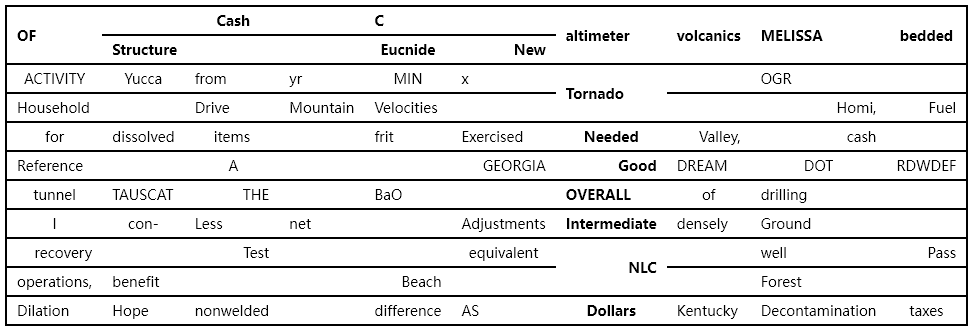 OF Cash C altimeter volcanics MELISSA bedded
Structure Eucnide New
ACTIVITY Yucca from yr MIN x Tornado OGR
Household Drive Mountain Velocities Homi, Fuel
for dissolved items frit Exercised Needed Valley, cash
Reference A GEORGIA Good DREAM DOT RDWDEF
tunnel TAUSCAT THE BaO OVERALL of drilling
I con- Less net Adjustments Intermediate densely Ground
recovery Test equivalent NLC well Pass
operations, benefit Beach Forest
Dilation Hope nonwelded difference AS Dollars Kentucky Decontamination taxes